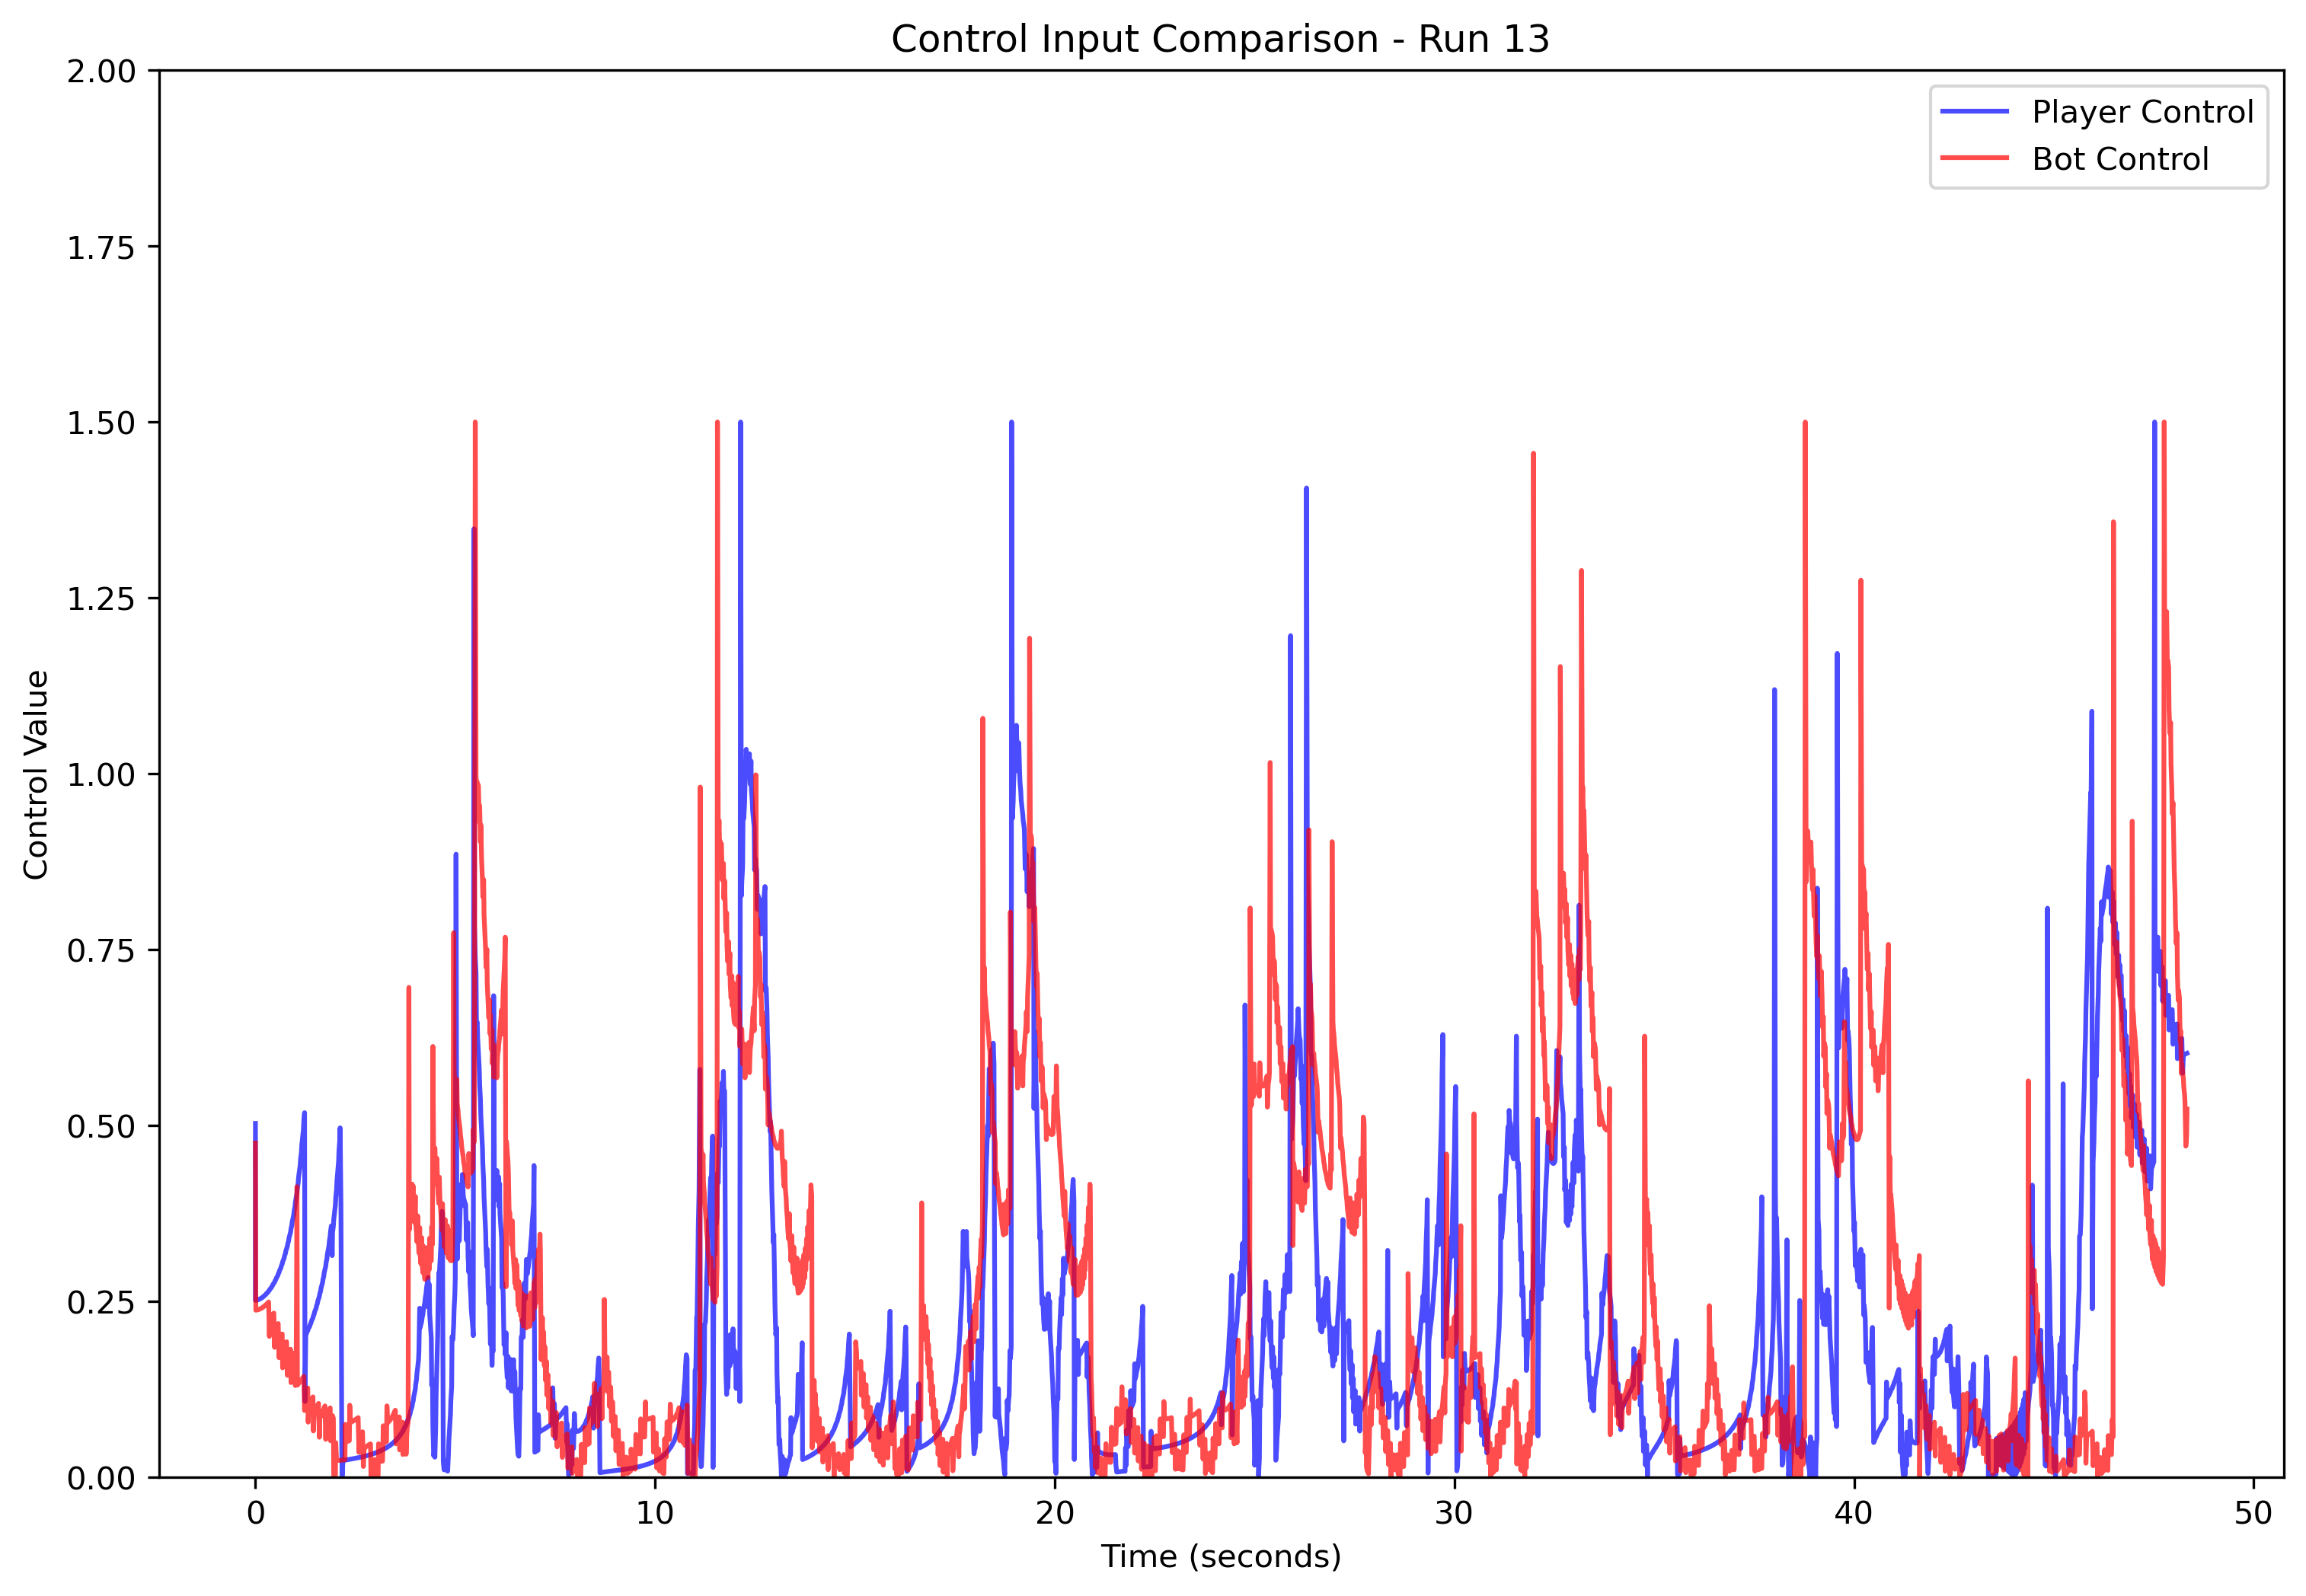 Control Input Comparison - Run 13
2.00
1.75
1.50
1.25
1.00
0.75
0.50
0.25
0.00
Control Value
Player Control
Bot Control
0 10 20 30 40 50
Time (seconds)